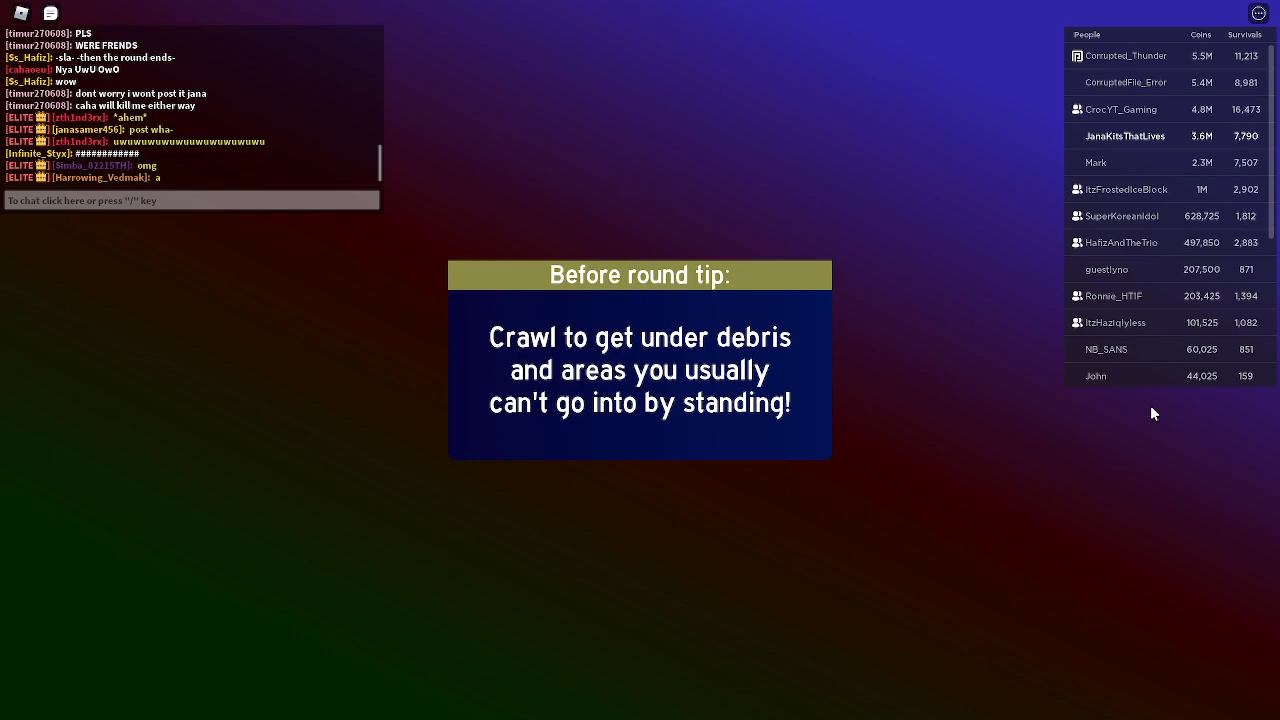 [timur270608]: PLS
[timur270608]: WERE FRENDS
[$s_Hafiz]: -sla- -then the round ends-
[cahaoeu]: Nya UwU OwO
[$s_Hafiz]: wow
[timur270608]: dont worry i wont post it jana
[timur270608]: caha will kill me either way
[ELITE] [zth1nd3rx]: *ahem*
[ELITE] [janasamer456]: post wha-
[ELITE] [zth1nd3rx]: uwuwuwuwuwuwuwuwuwuwuwu
[Infinite_Styx]: ############
[ELITE] [Simba_82215TH]: omg
[ELITE] [Harrowing_Vedmak]: a
To chat click here or press "/" key
Before round tip:
Crawl to get under debris
and areas you usually
can't go into by standing!
People Coins Survivals
Corrupted_Thunder 5.5M 11,213
CorruptedFile_Error 5.4M 8,981
CrocYT_Gaming 4.8M 16,473
JanaKitsThatLives 3.6M 7,790
Mark 2.3M 7,507
ItzFrostedIceBlock 1M 2,902
SuperKoreanIdol 628,725 1,812
HafizAndTheTrio 497,850 2,883
guestlyno 207,500 871
Ronnie_HT1F 203,425 1,394
ItzHaz1qlyless 101,525 1,082
NB_SANS 60,025 851
John 44,025 159